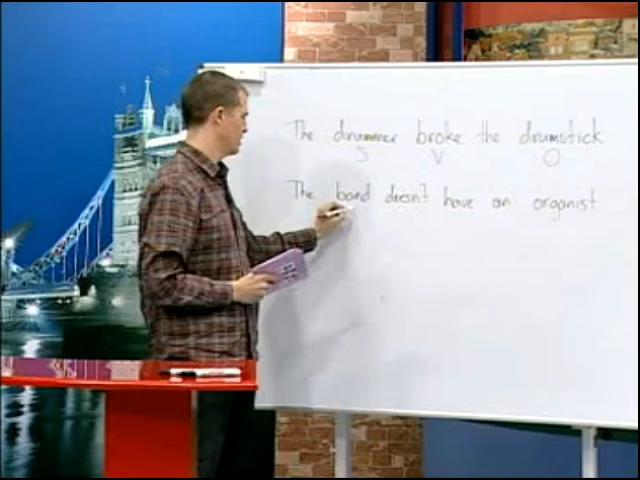 The drummer broke the drumstick
S V O
The band doesn't have an organist